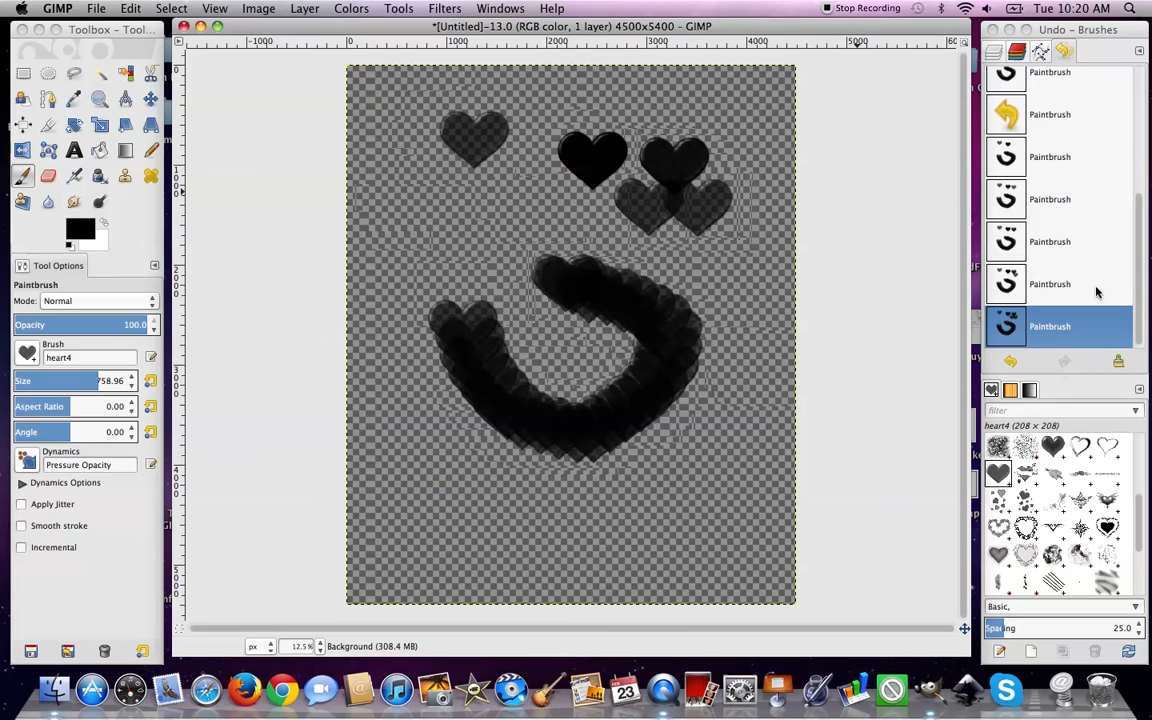 GIMP File Edit Select View Image Layer Colors Tools Filters Windows Help
Stop Recording Tue 10:20 AM
Toolbox - Too...
*[Untitled]-13.0 (RGB color, 1 layer) 4500x5400 – GIMP
Undo – Brushes
-1000 0 1000 2000 3000 4000 5000
Paintbrush
Paintbrush
Paintbrush
Paintbrush
Paintbrush
Paintbrush
Paintbrush
Tool Options
Paintbrush
Mode: Normal
Opacity 100.0
Brush
heart4
Size 758.96
Aspect Ratio 0.00
Angle 0.00
Dynamics
Pressure Opacity
Dynamics Options
Apply Jitter
Smooth stroke
Incremental
filter
heart4 (208 × 208)
Basic,
Spacing 25.0
px 12.5% Background (308.4 MB)
FEB
23